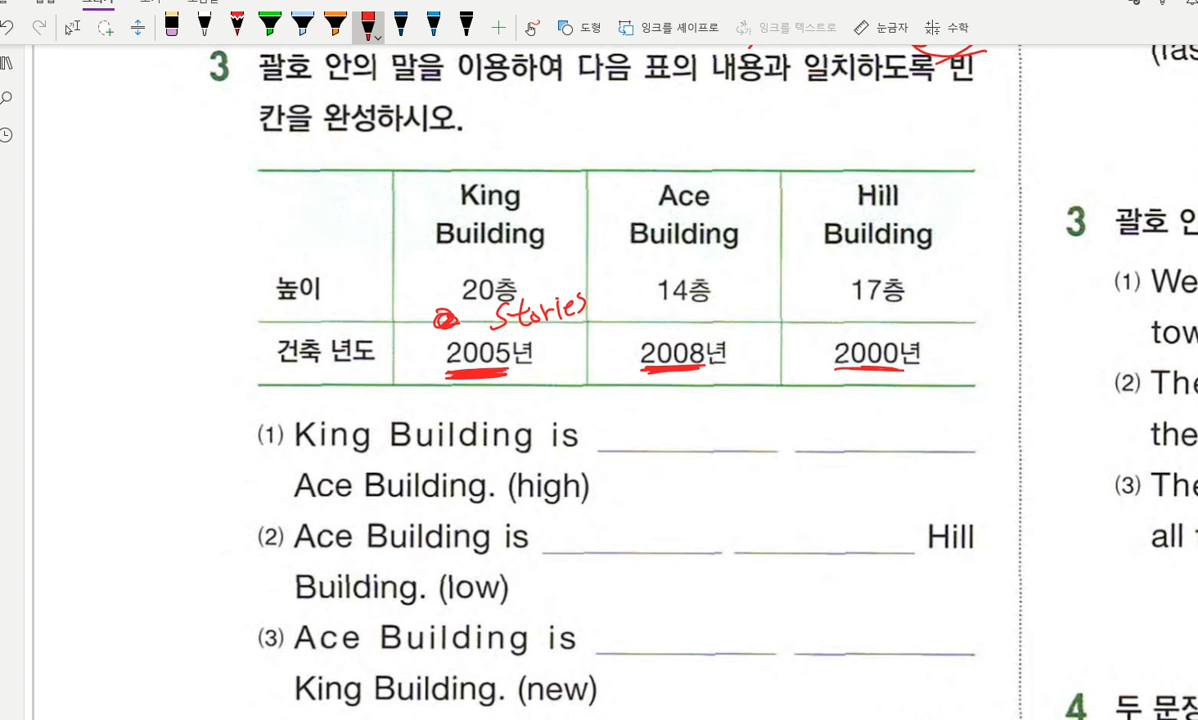 도형
잉크를 셰이프로
잉크를 텍스트로
눈금자
수학
3 괄호 안의 말을 이용하여 다음 표의 내용과 일치하도록 빈
칸을 완성하시오.
King Building
Ace Building
Hill Building
높이 20층 14층 17층
stories
건축 년도 2005년 2008년 2000년
(1) King Building is
Ace Building. (high)
(2) Ace Building is Hill
Building. (low)
(3) Ace Building is
King Building. (new)
(fas
3 괄호 안
(1) We
tow
(2) The
the
(3) The
all
4 두 문장